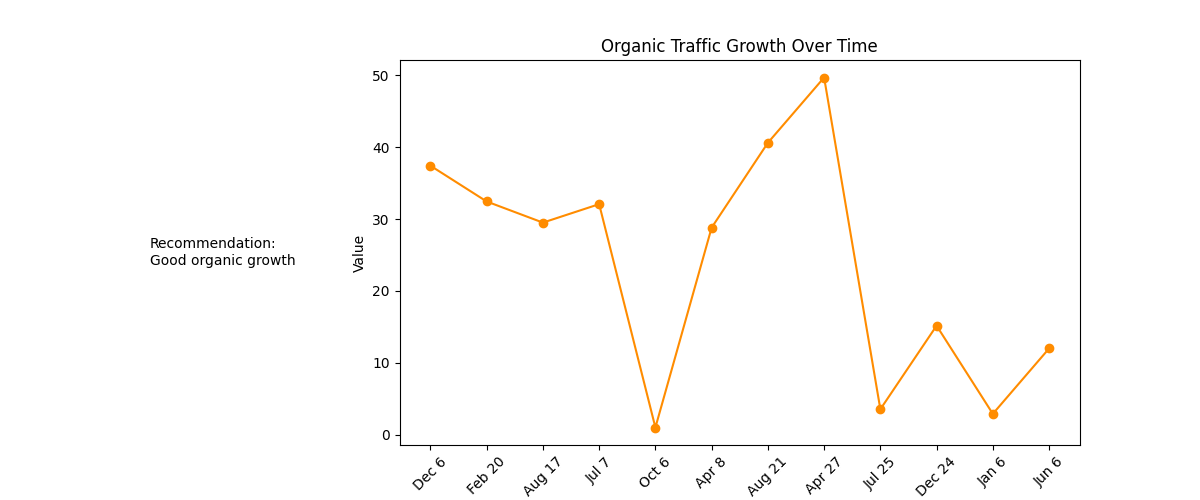 Organic Traffic Growth Over Time
Recommendation:
Good organic growth
Value
50
40
30
20
10
0
Dec 6
Feb 20
Aug 17
Jul 7
Oct 6
Apr 8
Aug 21
Apr 27
Jul 25
Dec 24
Jan 6
Jun 6